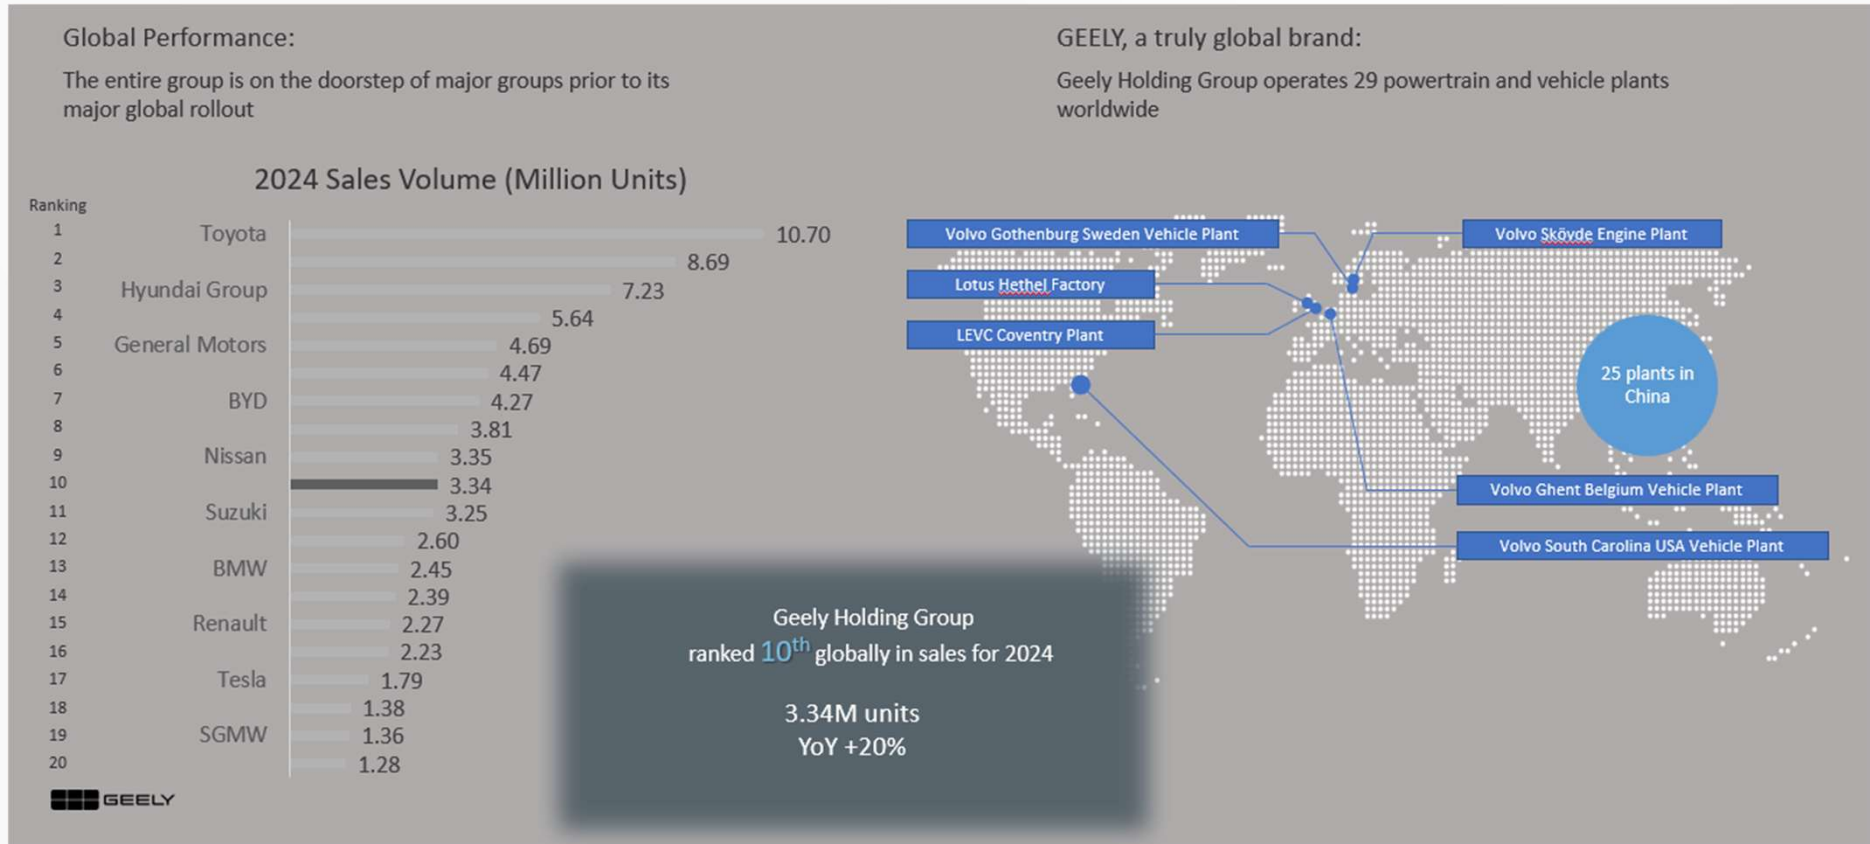 Global Performance:
The entire group is on the doorstep of major groups prior to its
major global rollout
GEELY, a truly global brand:
Geely Holding Group operates 29 powertrain and vehicle plants
worldwide
2024 Sales Volume (Million Units)
Ranking
1 Toyota 10.70
2 8.69
3 Hyundai Group 7.23
4 5.64
5 General Motors 4.69
6 4.47
7 BYD 4.27
8 3.81
9 Nissan 3.35
10 3.34
11 Suzuki 3.25
12 2.60
13 BMW 2.45
14 2.39
15 Renault 2.27
16 2.23
17 Tesla 1.79
18 1.38
19 SGMW 1.36
20 1.28
Volvo Gothenburg Sweden Vehicle Plant
Volvo Skövde Engine Plant
Lotus Hethel Factory
LEVC Coventry Plant
25 plants in
China
Volvo Ghent Belgium Vehicle Plant
Volvo South Carolina USA Vehicle Plant
Geely Holding Group
ranked 10th globally in sales for 2024
3.34M units
YoY +20%
GEELY